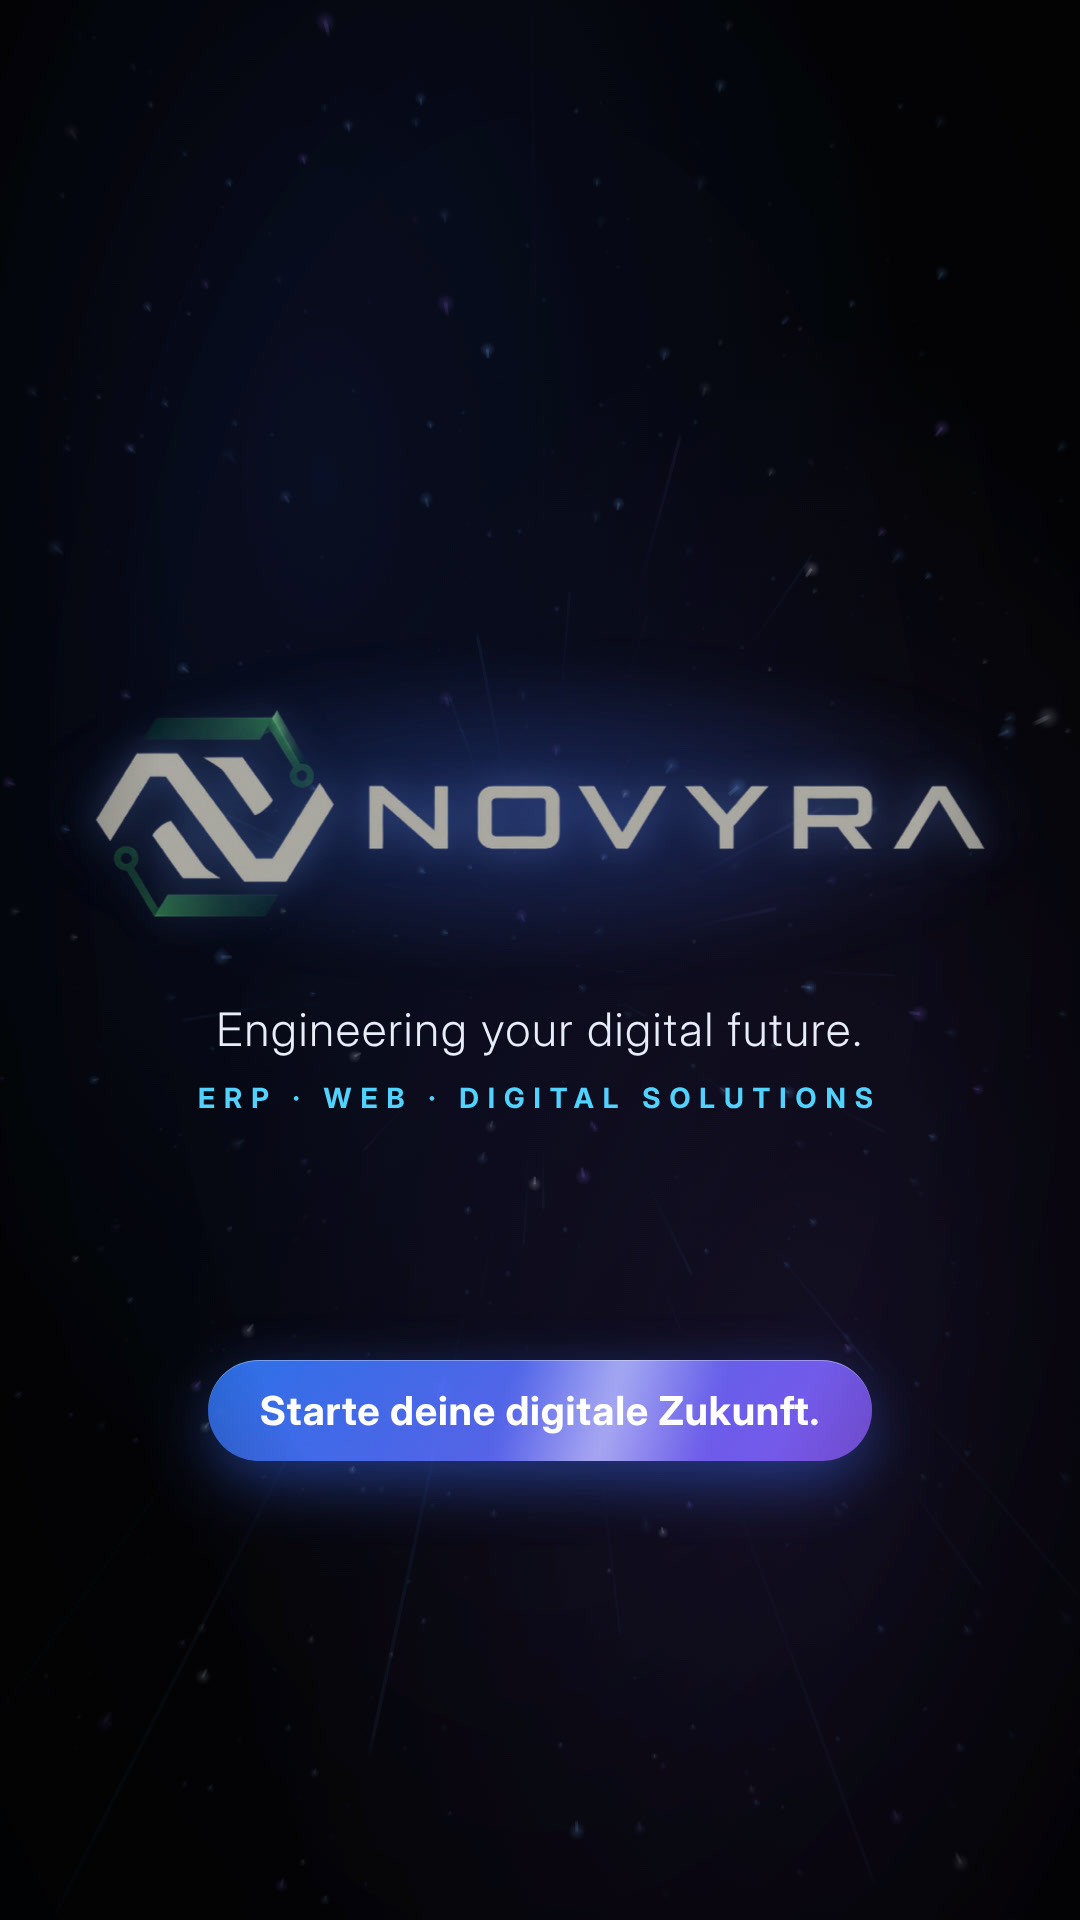 NOVYRA
Engineering your digital future.
ERP · WEB · DIGITAL SOLUTIONS
Starte deine digitale Zukunft.